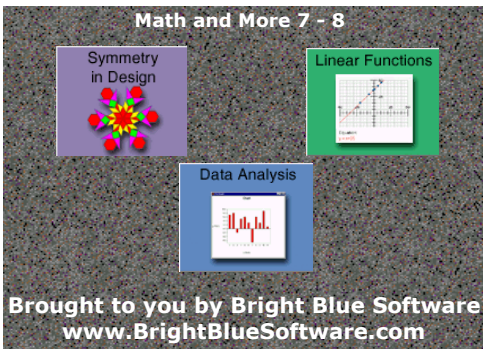 Math and More 7 - 8
Symmetry
in Design
Linear Functions
Data Analysis
Brought to you by Bright Blue Software
www.BrightBlueSoftware.com